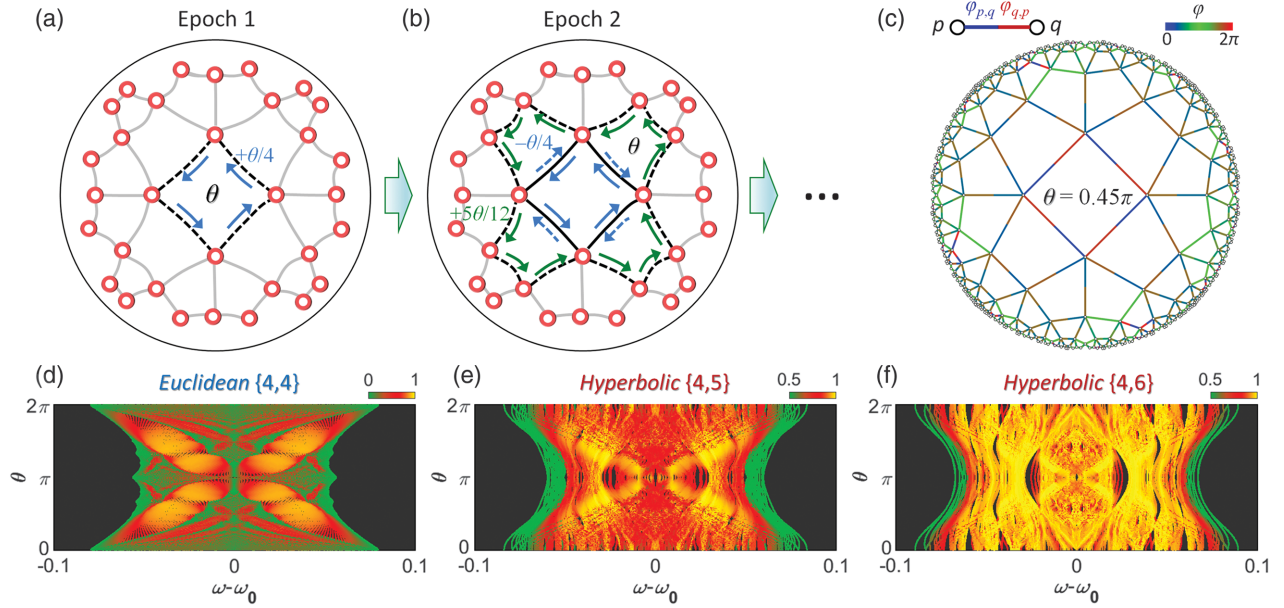 (a)
Epoch 1
(b)
Epoch 2
(c)
p
φp,q
φq,p
q
φ
0
2π
+θ/4
θ
−θ/4
θ
+5θ/12
...
θ = 0.45π
(d)
Euclidean {4,4}
0
1
2π
θ
π
0
-0.1
0
0.1
ω-ω0
(e)
Hyperbolic {4,5}
0.5
1
2π
θ
π
0
-0.1
0
0.1
ω-ω0
(f)
Hyperbolic {4,6}
0.5
1
2π
θ
π
0
-0.1
0
0.1
ω-ω0